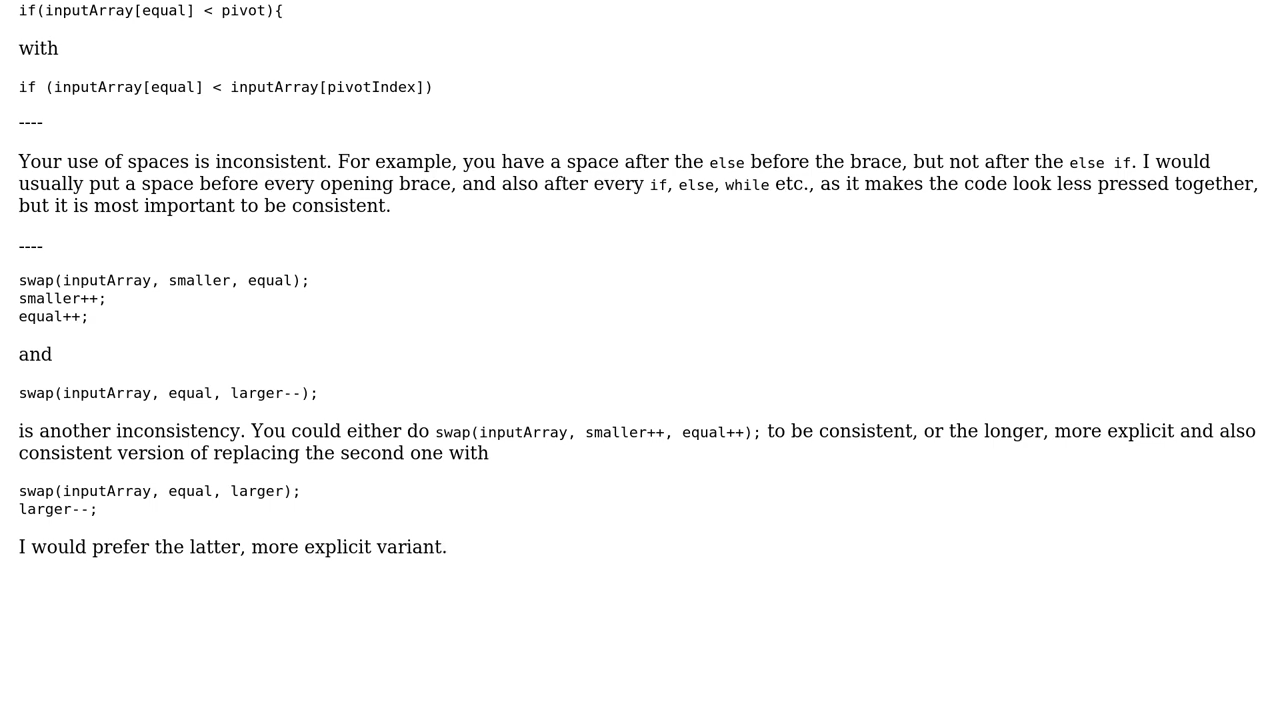 if(inputArray[equal] < pivot){
with
if (inputArray[equal] < inputArray[pivotIndex])
----
Your use of spaces is inconsistent. For example, you have a space after the else before the brace, but not after the else if. I would
usually put a space before every opening brace, and also after every if, else, while etc., as it makes the code look less pressed together,
but it is most important to be consistent.
----
swap(inputArray, smaller, equal);
smaller++;
equal++;
and
swap(inputArray, equal, larger--);
is another inconsistency. You could either do swap(inputArray, smaller++, equal++); to be consistent, or the longer, more explicit and also
consistent version of replacing the second one with
swap(inputArray, equal, larger);
larger--;
I would prefer the latter, more explicit variant.